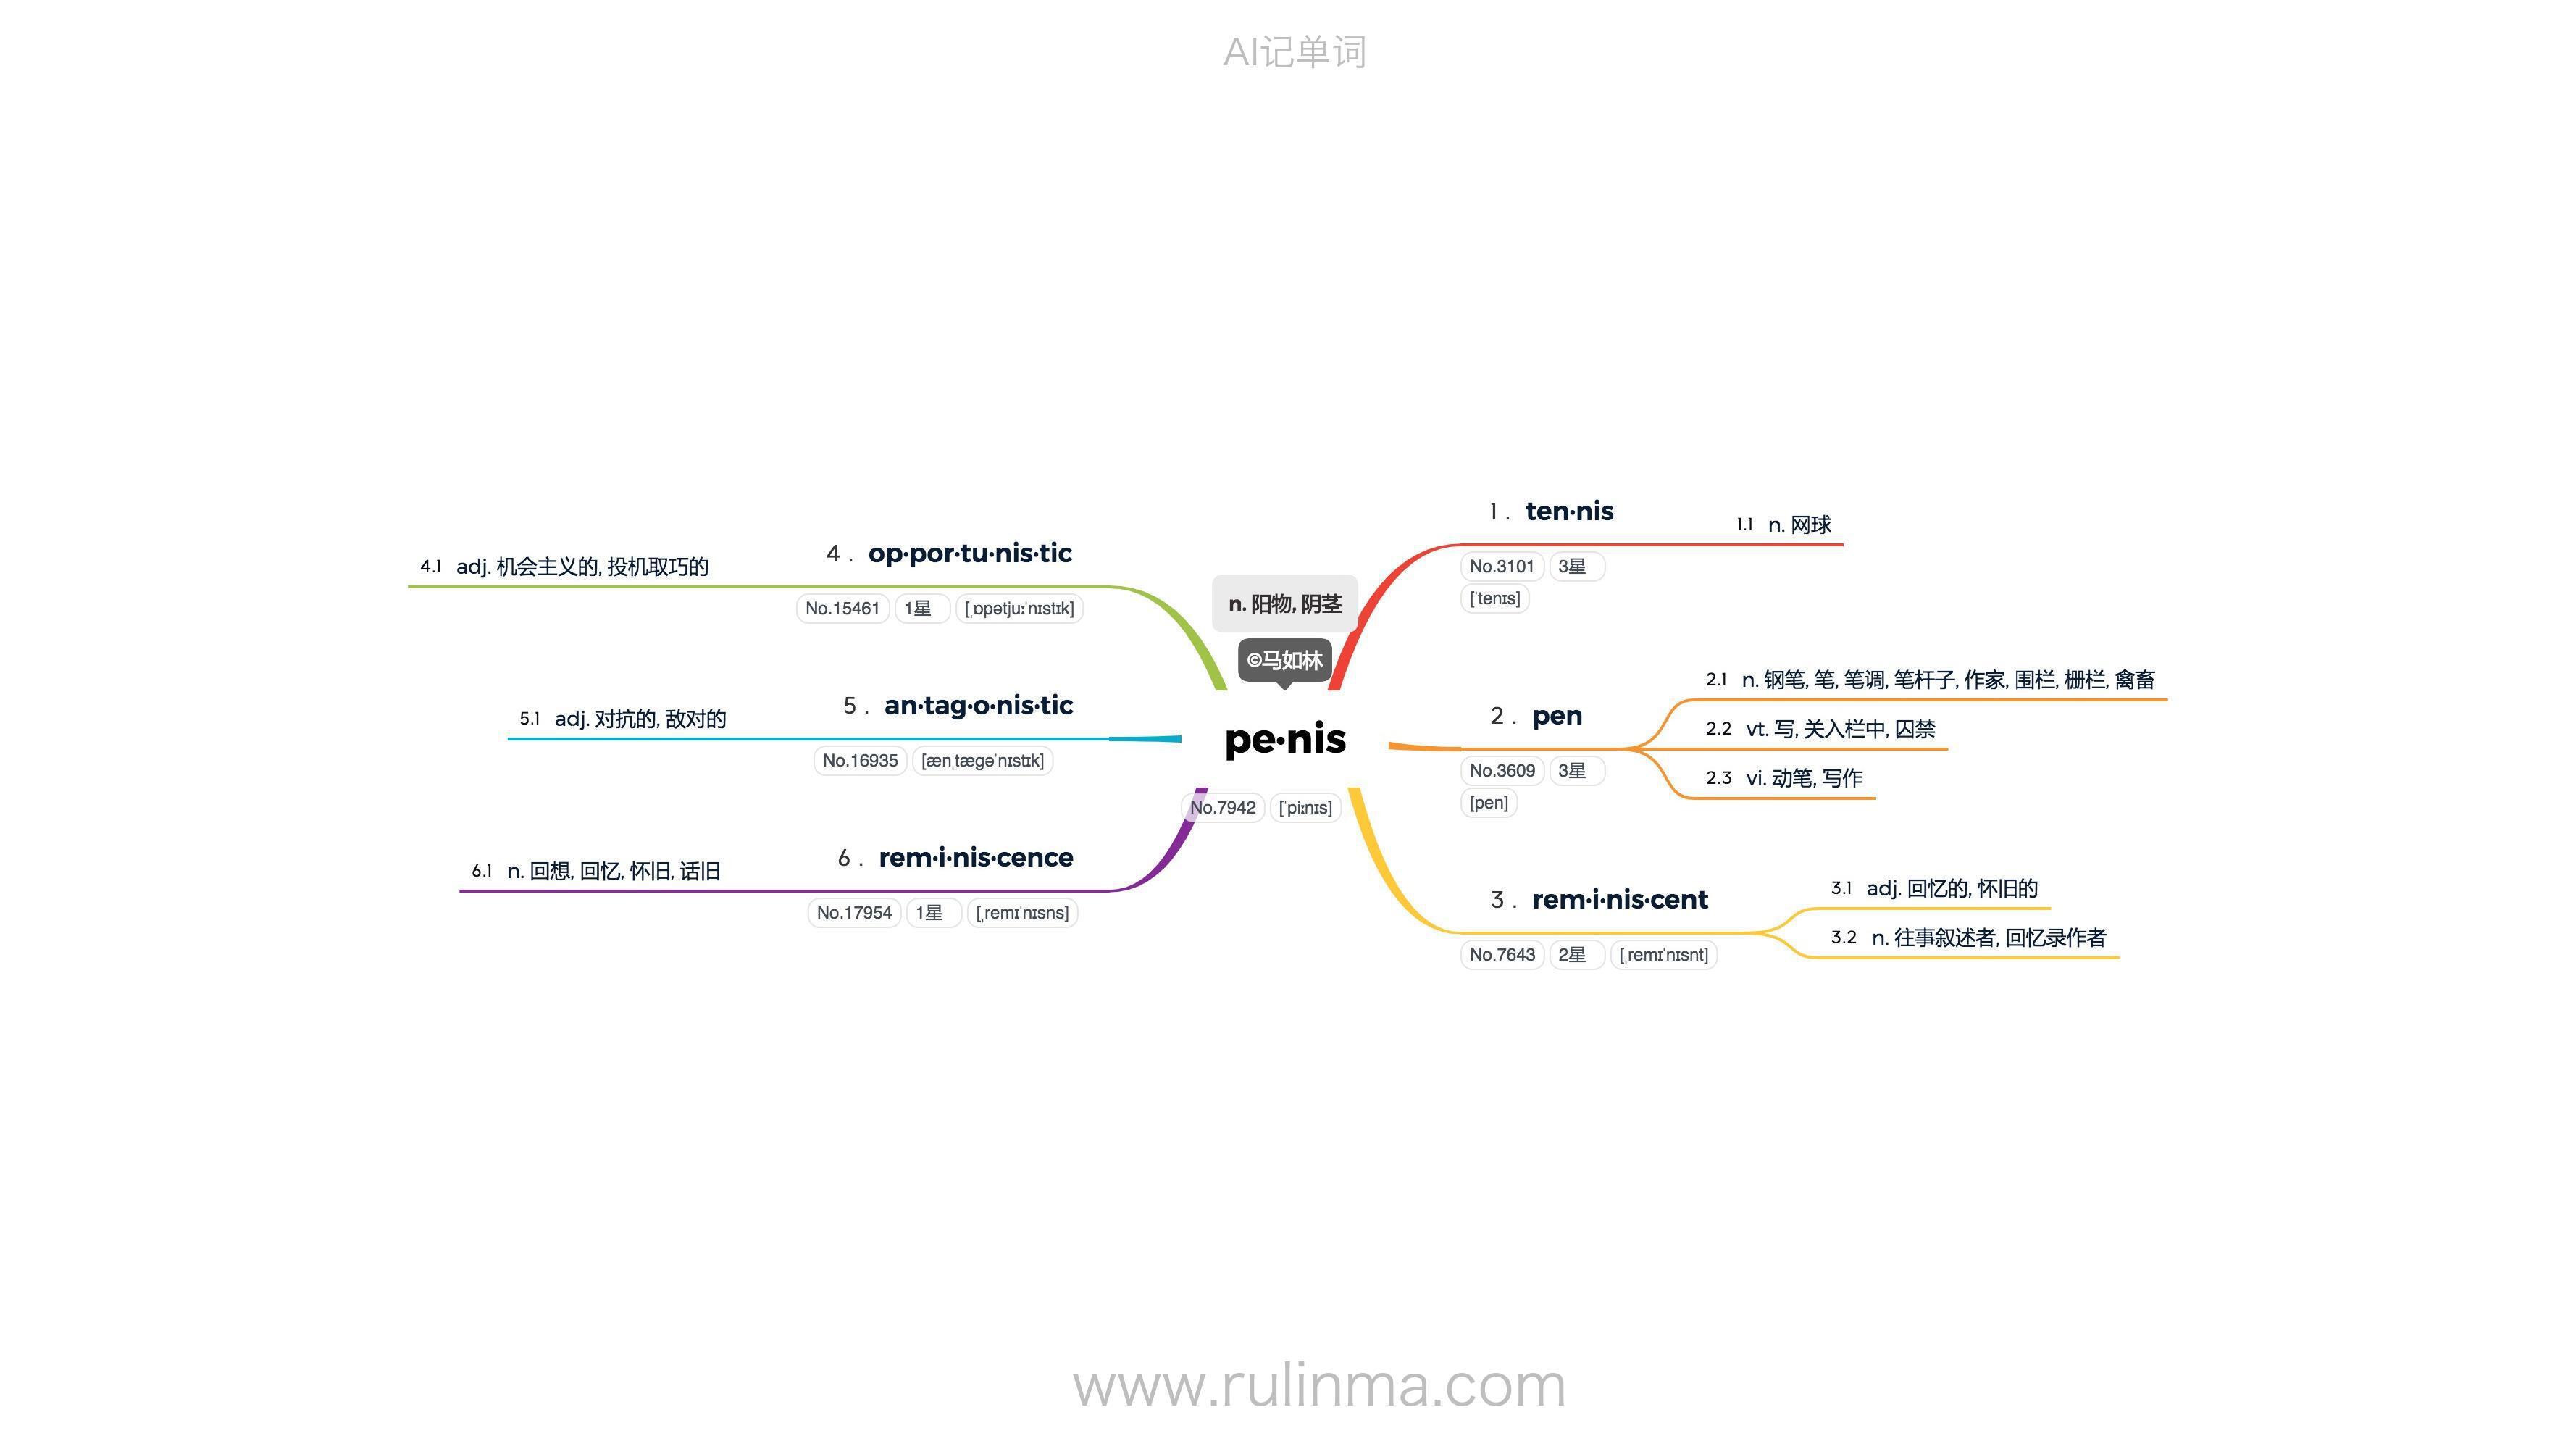 AI记单词
n. 阳物, 阴茎
©马如林
pe·nis
No.7942 [ˈpiːnɪs]
1. ten·nis
No.3101 3星
[ˈtenɪs]
1.1 n. 网球
2. pen
No.3609 3星
[pen]
2.1 n. 钢笔, 笔, 笔调, 笔杆子, 作家, 围栏, 栅栏, 禽畜
2.2 vt. 写, 关入栏中, 囚禁
2.3 vi. 动笔, 写作
3. rem·i·nis·cent
No.7643 2星 [ˌremɪˈnɪsnt]
3.1 adj. 回忆的, 怀旧的
3.2 n. 往事叙述者, 回忆录作者
4. op·por·tu·nis·tic
No.15461 1星 [ˌɒpətjuːˈnɪstɪk]
4.1 adj. 机会主义的, 投机取巧的
5. an·tag·o·nis·tic
No.16935 [ænˌtægəˈnɪstɪk]
5.1 adj. 对抗的, 敌对的
6. rem·i·nis·cence
No.17954 1星 [ˌremɪˈnɪsns]
6.1 n. 回想, 回忆, 怀旧, 话旧
www.rulinma.com